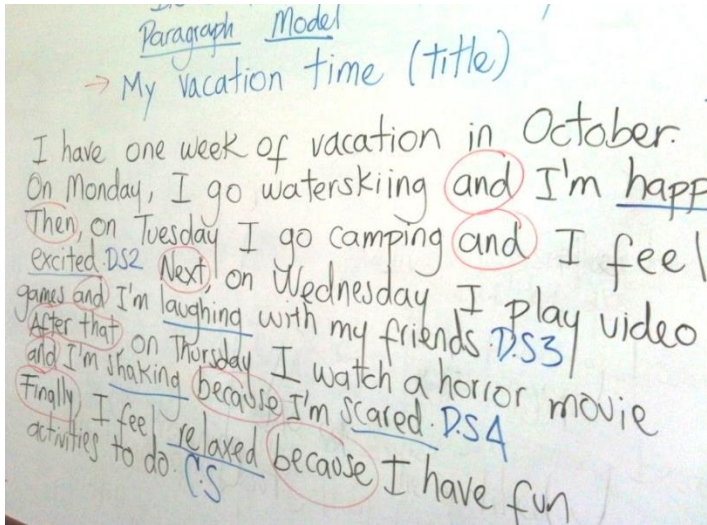 Paragraph Model
→ My vacation time (title)
I have one week of vacation in October.
On Monday, I go waterskiing and I'm happ
Then, on Tuesday I go camping and I feel
excited. DS2 Next, on Wednesday I play video
games and I'm laughing with my friends. D.S3
After that on Thursday I watch a horror movie
and I'm shaking because I'm scared. D.S4
Finally, I feel relaxed because I have fun
activities to do. C.S